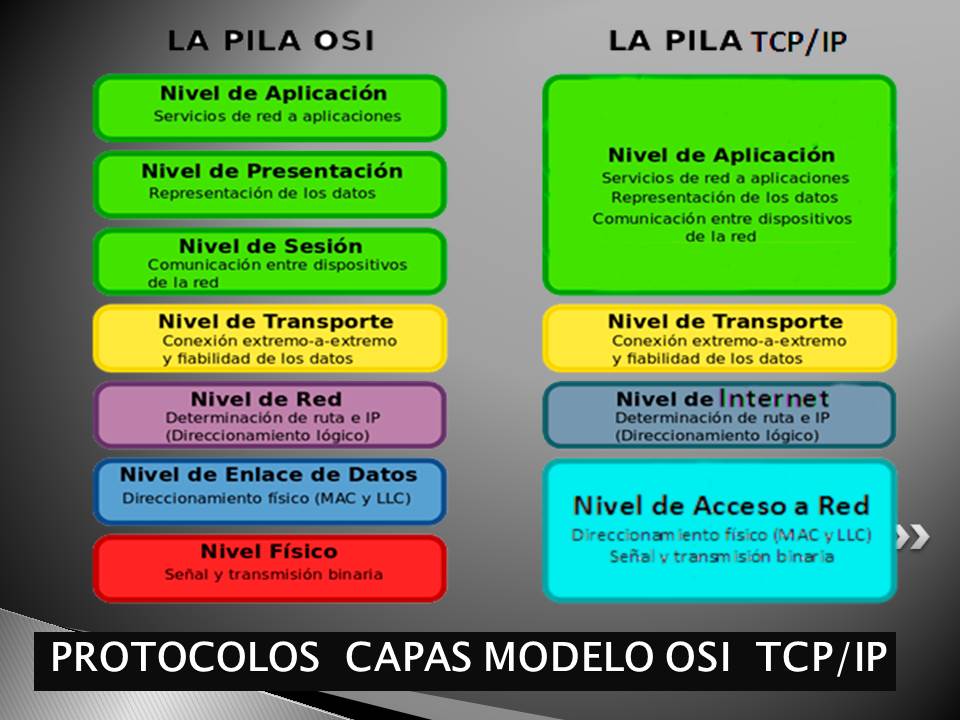 LA PILA OSI
Nivel de Aplicación
Servicios de red a aplicaciones
Nivel de Presentación
Representación de los datos
Nivel de Sesión
Comunicación entre dispositivos
de la red
Nivel de Transporte
Conexión extremo-a-extremo
y fiabilidad de los datos
Nivel de Red
Determinación de ruta e IP
(Direccionamiento lógico)
Nivel de Enlace de Datos
Direccionamiento físico (MAC y LLC)
Nivel Físico
Señal y transmisión binaria
LA PILA TCP/IP
Nivel de Aplicación
Servicios de red a aplicaciones
Representación de los datos
Comunicación entre dispositivos
de la red
Nivel de Transporte
Conexión extremo-a-extremo
y fiabilidad de los datos
Nivel de Internet
Determinación de ruta e IP
(Direccionamiento lógico)
Nivel de Acceso a Red
Direccionamiento físico (MAC y LLC)
Señal y transmisión binaria
PROTOCOLOS CAPAS MODELO OSI TCP/IP